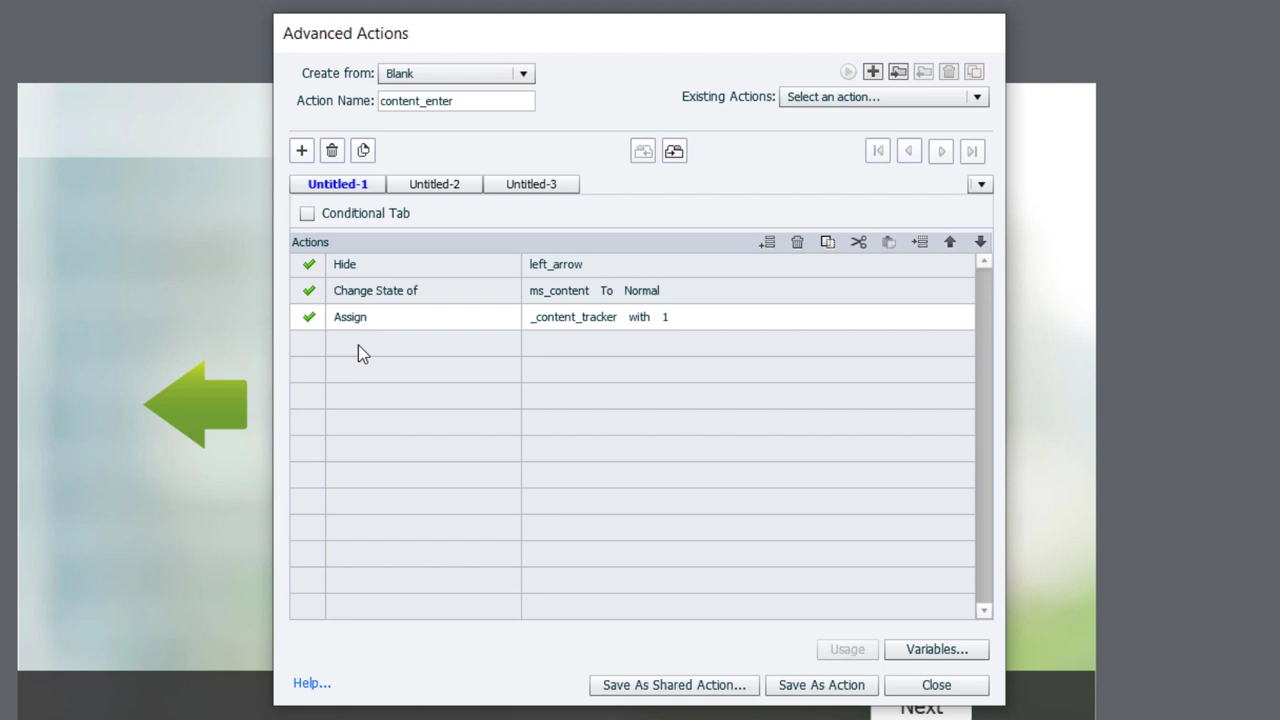 Advanced Actions
Create from: Blank
Action Name: content_enter
Existing Actions: Select an action...
Untitled-1 Untitled-2 Untitled-3
Conditional Tab
Actions
Hide left_arrow
Change State of ms_content To Normal
Assign _content_tracker with 1
Usage Variables...
Help... Save As Shared Action... Save As Action Close
Next